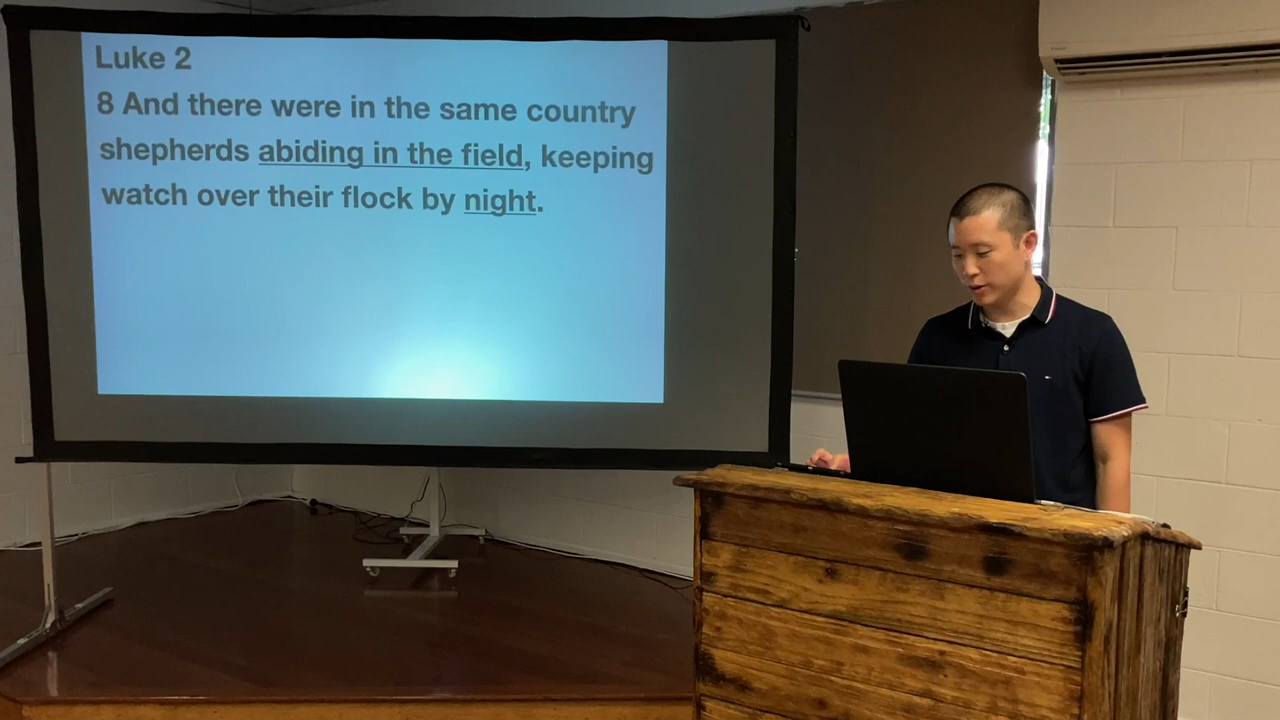 Luke 2
8 And there were in the same country
shepherds abiding in the field, keeping
watch over their flock by night.